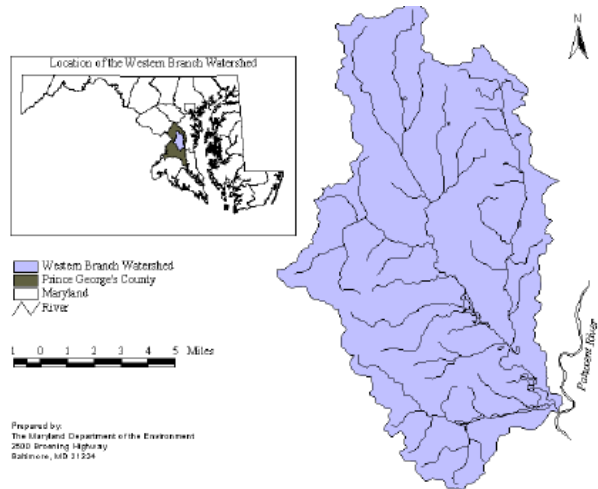 Location of the Western Branch Watershed
N
Western Branch Watershed
Prince George's County
Maryland
River
1 0 1 2 3 4 5 Miles
Patuxent River
Prepared by:
The Maryland Department of the Environment
2500 Broening Highway
Baltimore, MD 21224